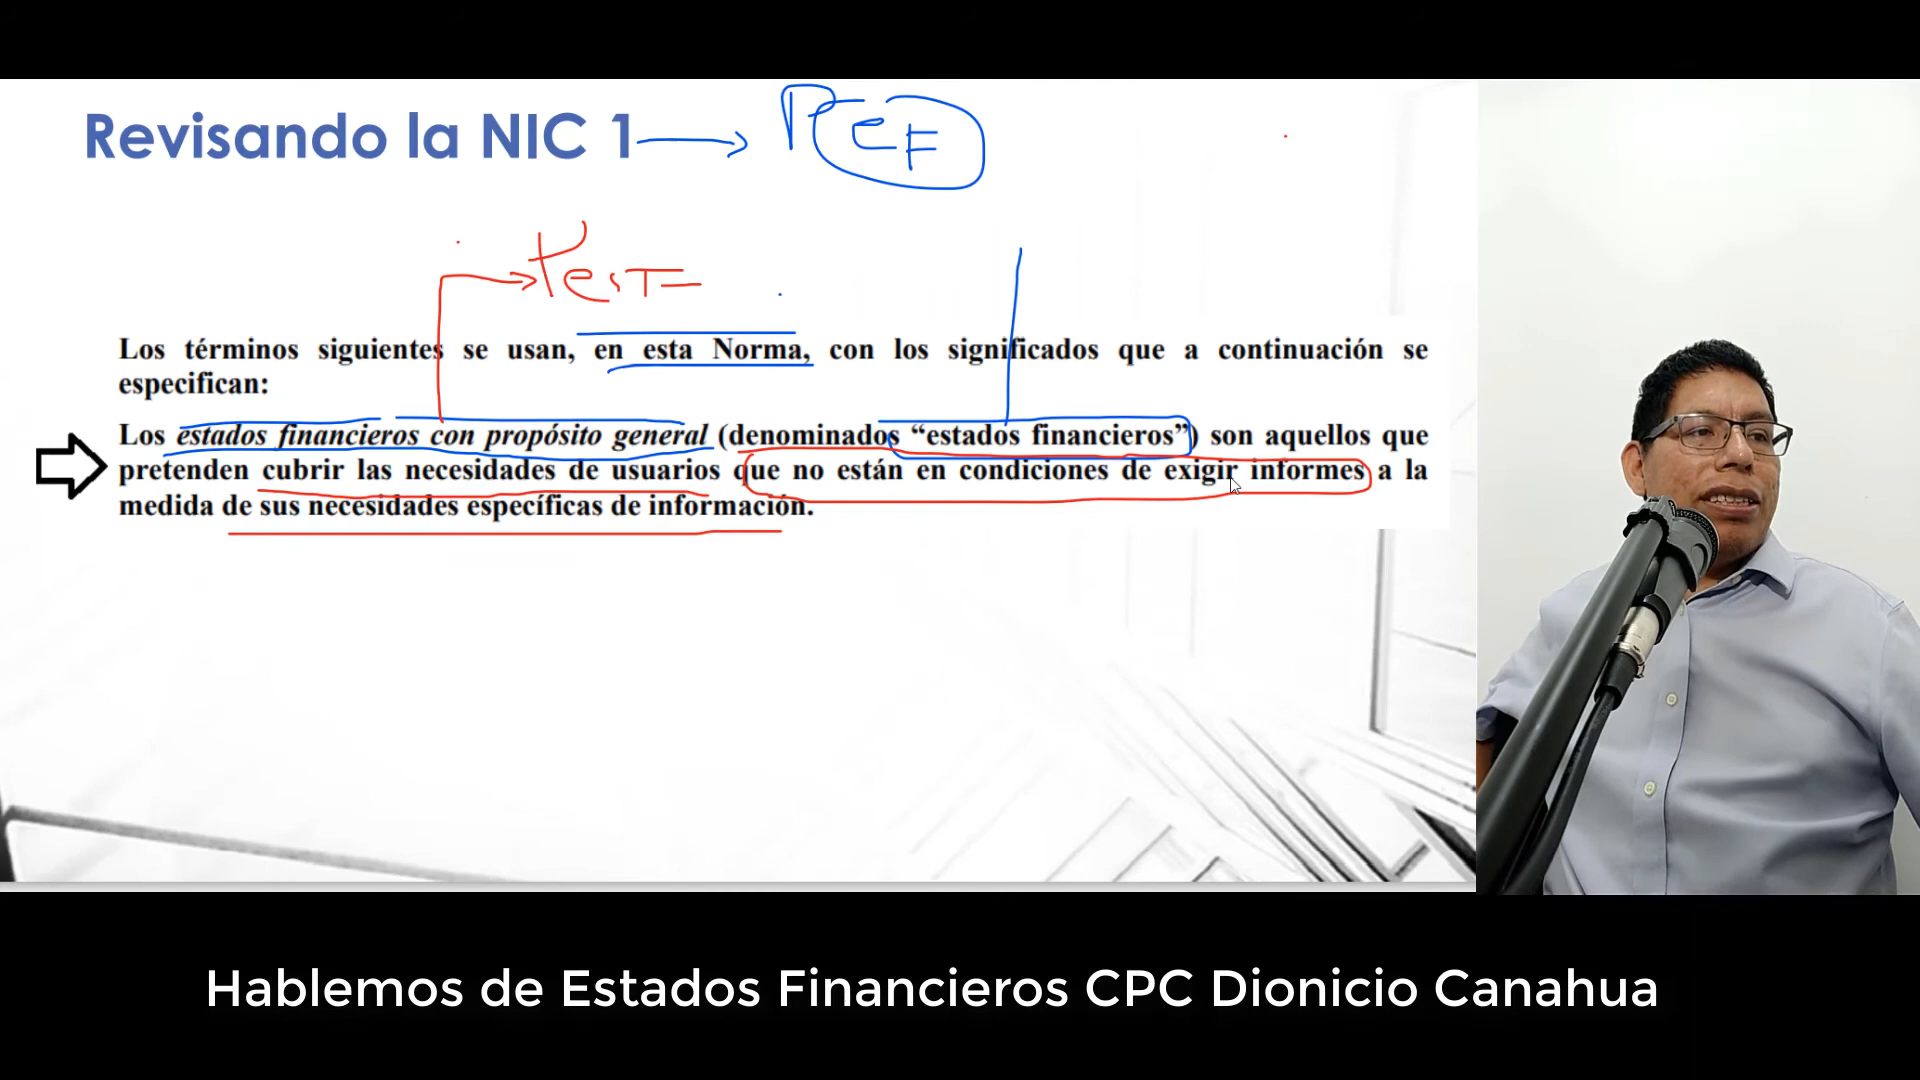 Revisando la NIC 1
PEF
Los términos siguientes se usan, en esta Norma, con los significados que a continuación se
especifican:
Los estados financieros con propósito general (denominados “estados financieros”) son aquellos que
pretenden cubrir las necesidades de usuarios que no están en condiciones de exigir informes a la
medida de sus necesidades específicas de información.
Hablemos de Estados Financieros CPC Dionicio Canahua